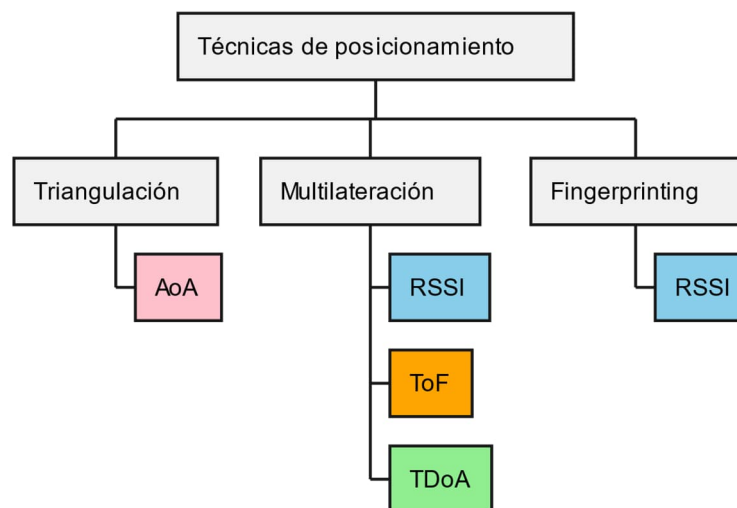 Técnicas de posicionamiento
Triangulación
Multilateración
Fingerprinting
AoA
RSSI
RSSI
ToF
TDoA